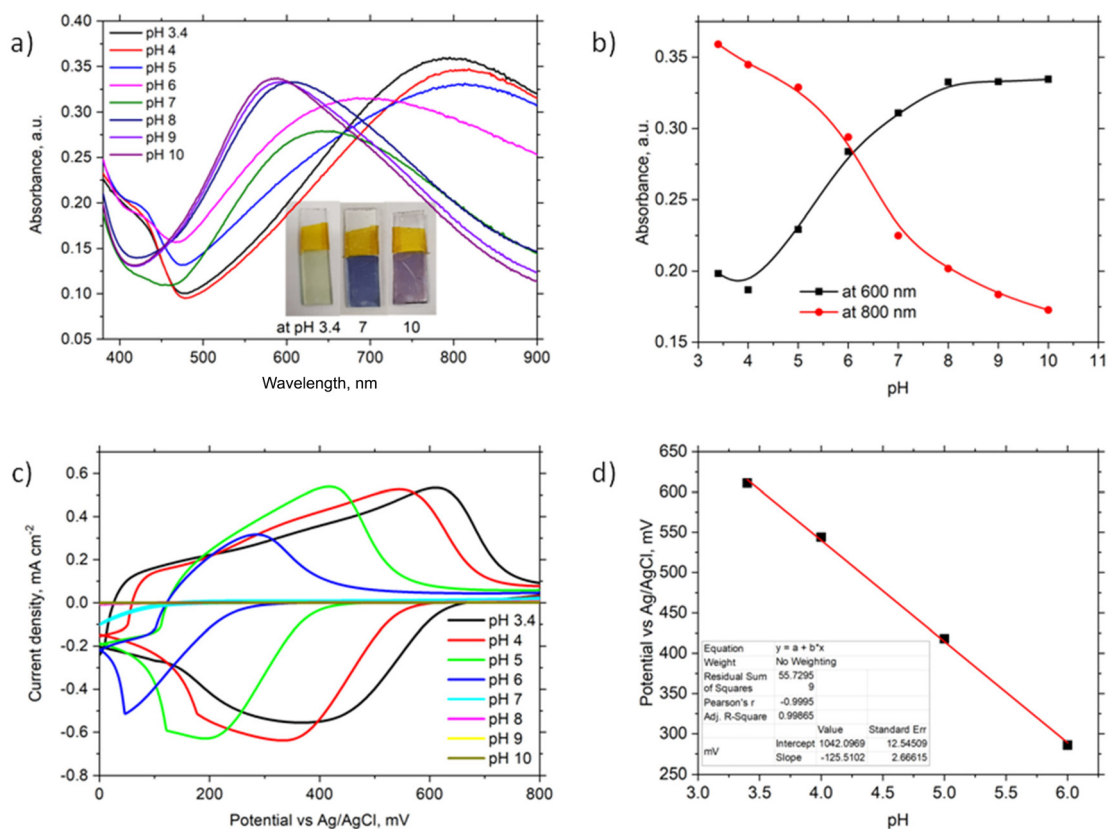 a)
0.40
0.35
0.30
0.25
0.20
0.15
0.10
0.05
Absorbance, a.u.
pH 3.4
pH 4
pH 5
pH 6
pH 7
pH 8
pH 9
pH 10
at pH 3.4 7 10
400 500 600 700 800 900
Wavelength, nm
b)
0.35
0.30
0.25
0.20
0.15
Absorbance, a.u.
at 600 nm
at 800 nm
3 4 5 6 7 8 9 10 11
pH
c)
0.6
0.4
0.2
0.0
-0.2
-0.4
-0.6
-0.8
Current density, mA cm⁻²
pH 3.4
pH 4
pH 5
pH 6
pH 7
pH 8
pH 9
pH 10
0 200 400 600 800
Potential vs Ag/AgCl, mV
d)
650
600
550
500
450
400
350
300
250
Potential vs Ag/AgCl, mV
Equation y = a + b*x
Weight No Weighting
Residual Sum 55.7295
of Squares 9
Pearson's r -0.9995
Adj. R-Square 0.99865
Value Standard Err
mV Intercept 1042.0969 12.54509
Slope -125.5102 2.66615
3.0 3.5 4.0 4.5 5.0 5.5 6.0
pH